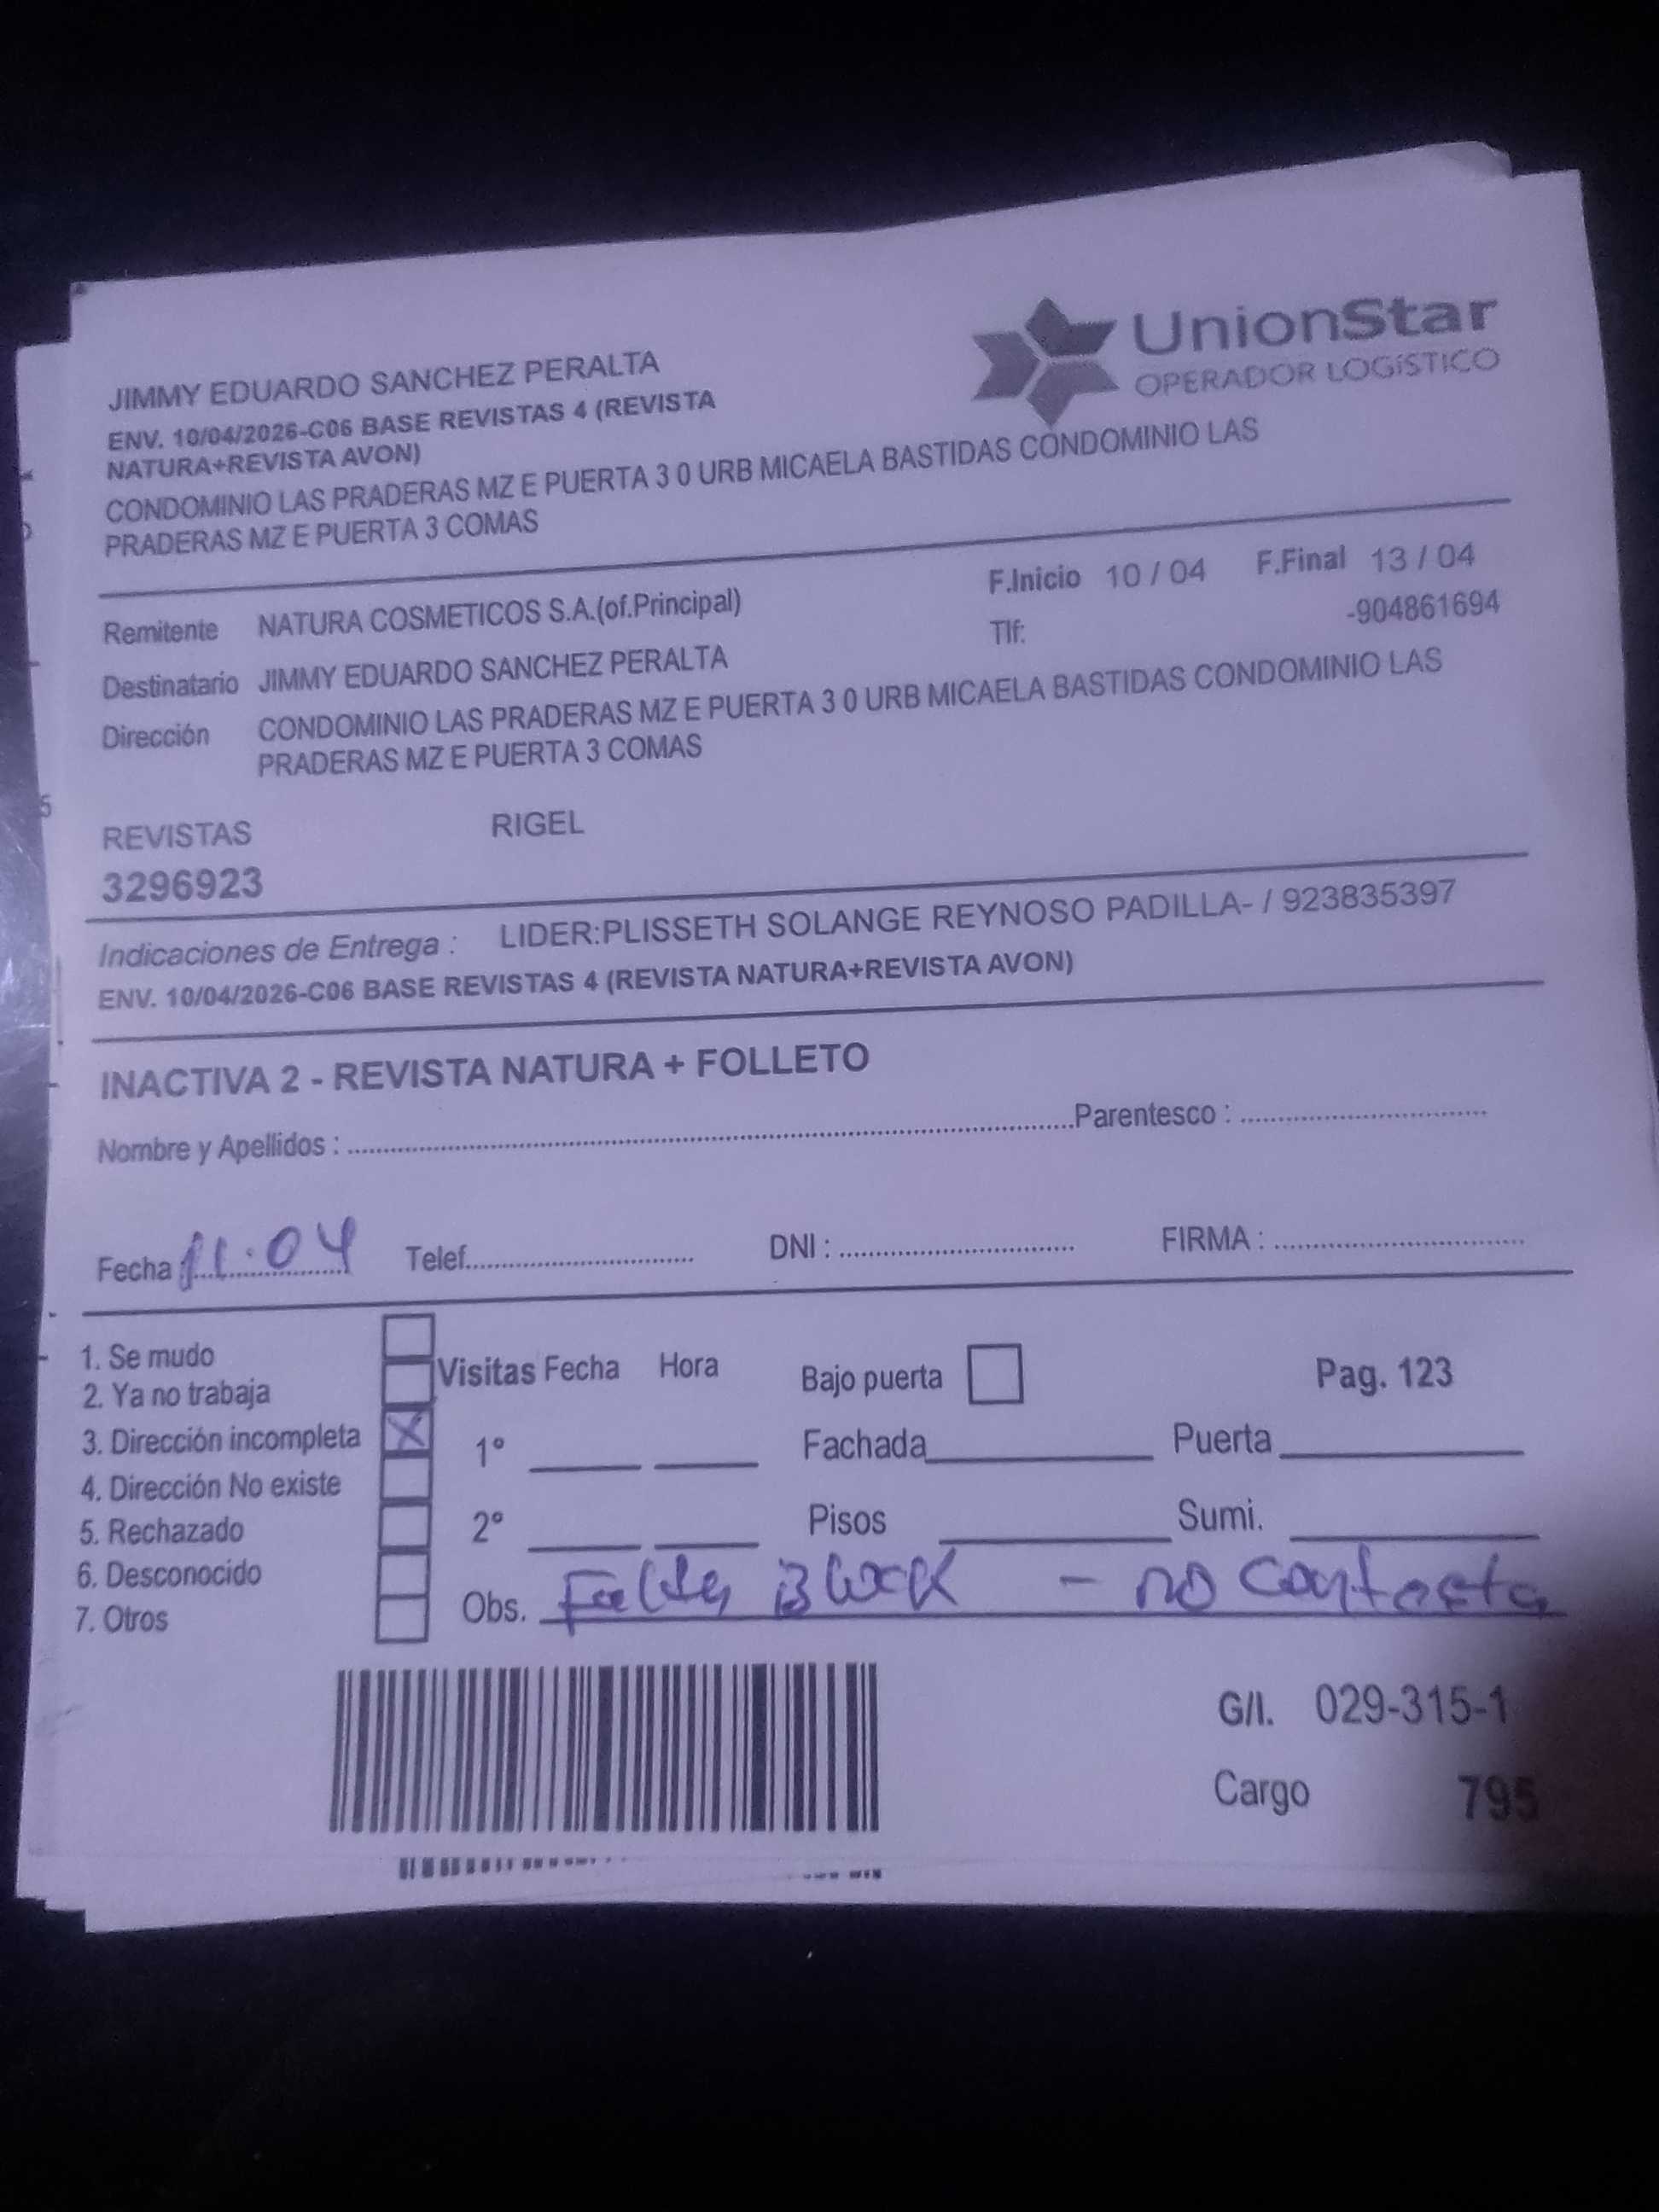 UnionStar
OPERADOR LOGÍSTICO
JIMMY EDUARDO SANCHEZ PERALTA
ENV. 10/04/2026-C06 BASE REVISTAS 4 (REVISTA
NATURA+REVISTA AVON)
CONDOMINIO LAS PRADERAS MZ E PUERTA 3 0 URB MICAELA BASTIDAS CONDOMINIO LAS
PRADERAS MZ E PUERTA 3 COMAS
Remitente NATURA COSMETICOS S.A.(of.Principal) F.Inicio 10 / 04 F.Final 13 / 04
Tlf: -904861694
Destinatario JIMMY EDUARDO SANCHEZ PERALTA
Dirección CONDOMINIO LAS PRADERAS MZ E PUERTA 3 0 URB MICAELA BASTIDAS CONDOMINIO LAS
PRADERAS MZ E PUERTA 3 COMAS
REVISTAS RIGEL
3296923
Indicaciones de Entrega : LIDER:PLISSETH SOLANGE REYNOSO PADILLA- / 923835397
ENV. 10/04/2026-C06 BASE REVISTAS 4 (REVISTA NATURA+REVISTA AVON)
INACTIVA 2 - REVISTA NATURA + FOLLETO
Nombre y Apellidos : Parentesco :
Fecha 11.04 Telef. DNI : FIRMA :
1. Se mudo
2. Ya no trabaja
3. Dirección incompleta X
4. Dirección No existe
5. Rechazado
6. Desconocido
7. Otros
Visitas Fecha Hora Bajo puerta Pag. 123
1° Fachada Puerta
2° Pisos Sumi.
Obs. Falta Block - no contesta
G/I. 029-315-1
Cargo 795